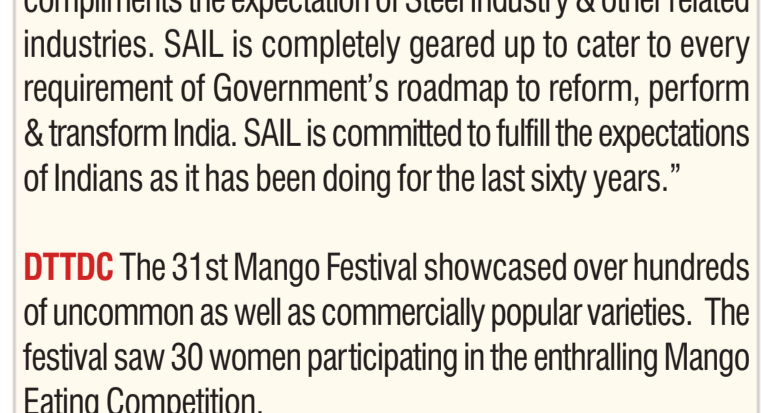 compliments the expectation of Steel Industry & other related
industries. SAIL is completely geared up to cater to every
requirement of Government’s roadmap to reform, perform
& transform India. SAIL is committed to fulfill the expectations
of Indians as it has been doing for the last sixty years.”
DTTDC The 31st Mango Festival showcased over hundreds
of uncommon as well as commercially popular varieties. The
festival saw 30 women participating in the enthralling Mango
Eating Competition.